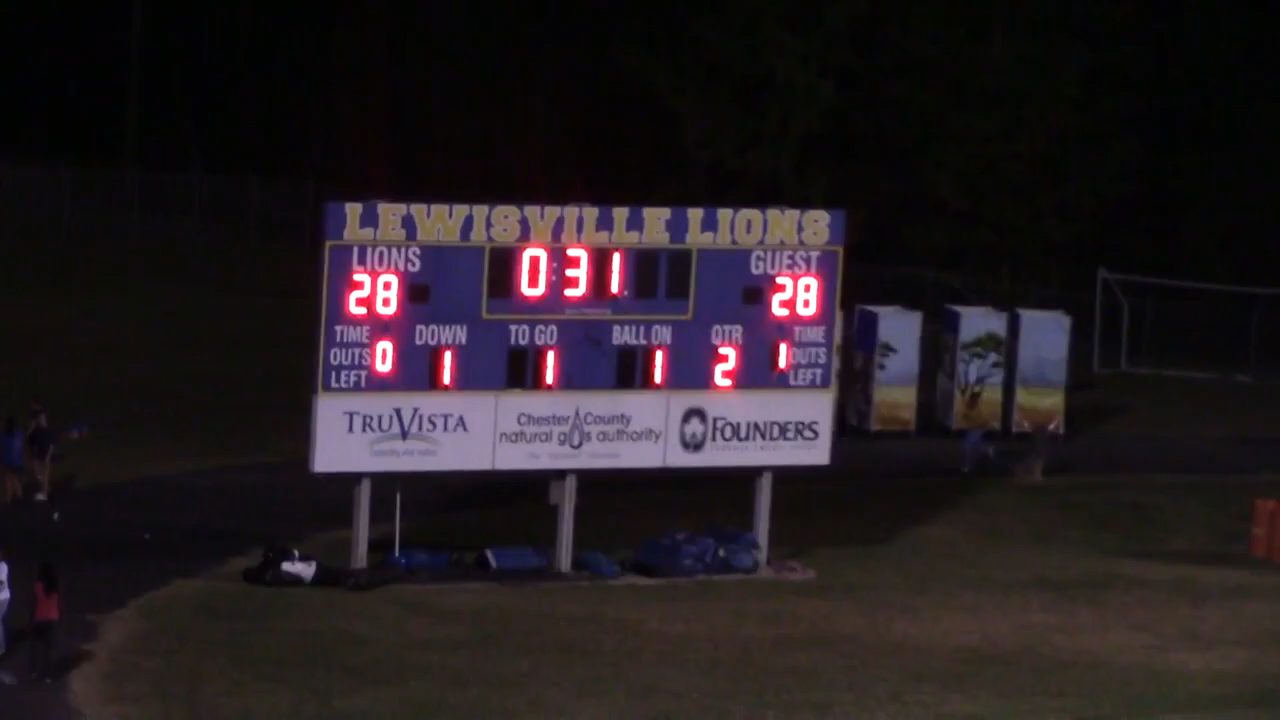 LEWISVILLE LIONS
LIONS 0:31 GUEST
28 28
TIME OUTS LEFT 0 DOWN 1 TO GO 1 BALL ON 1 QTR 2 1 TIME OUTS LEFT
TRUVISTA
Chester County
natural gas authority
FOUNDERS